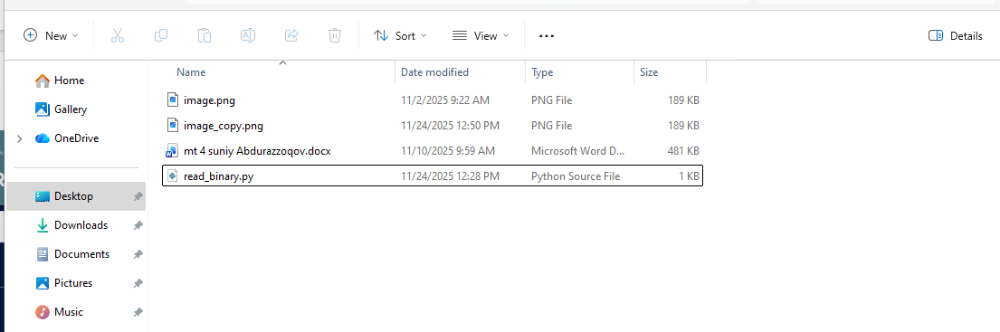 New Sort View ... Details
Name Date modified Type Size
Home
Gallery
OneDrive
Desktop
Downloads
Documents
Pictures
Music
image.png 11/2/2025 9:22 AM PNG File 189 KB
image_copy.png 11/24/2025 12:50 PM PNG File 189 KB
mt 4 suniy Abdurazzoqov.docx 11/10/2025 9:59 AM Microsoft Word D... 481 KB
read_binary.py 11/24/2025 12:28 PM Python Source File 1 KB